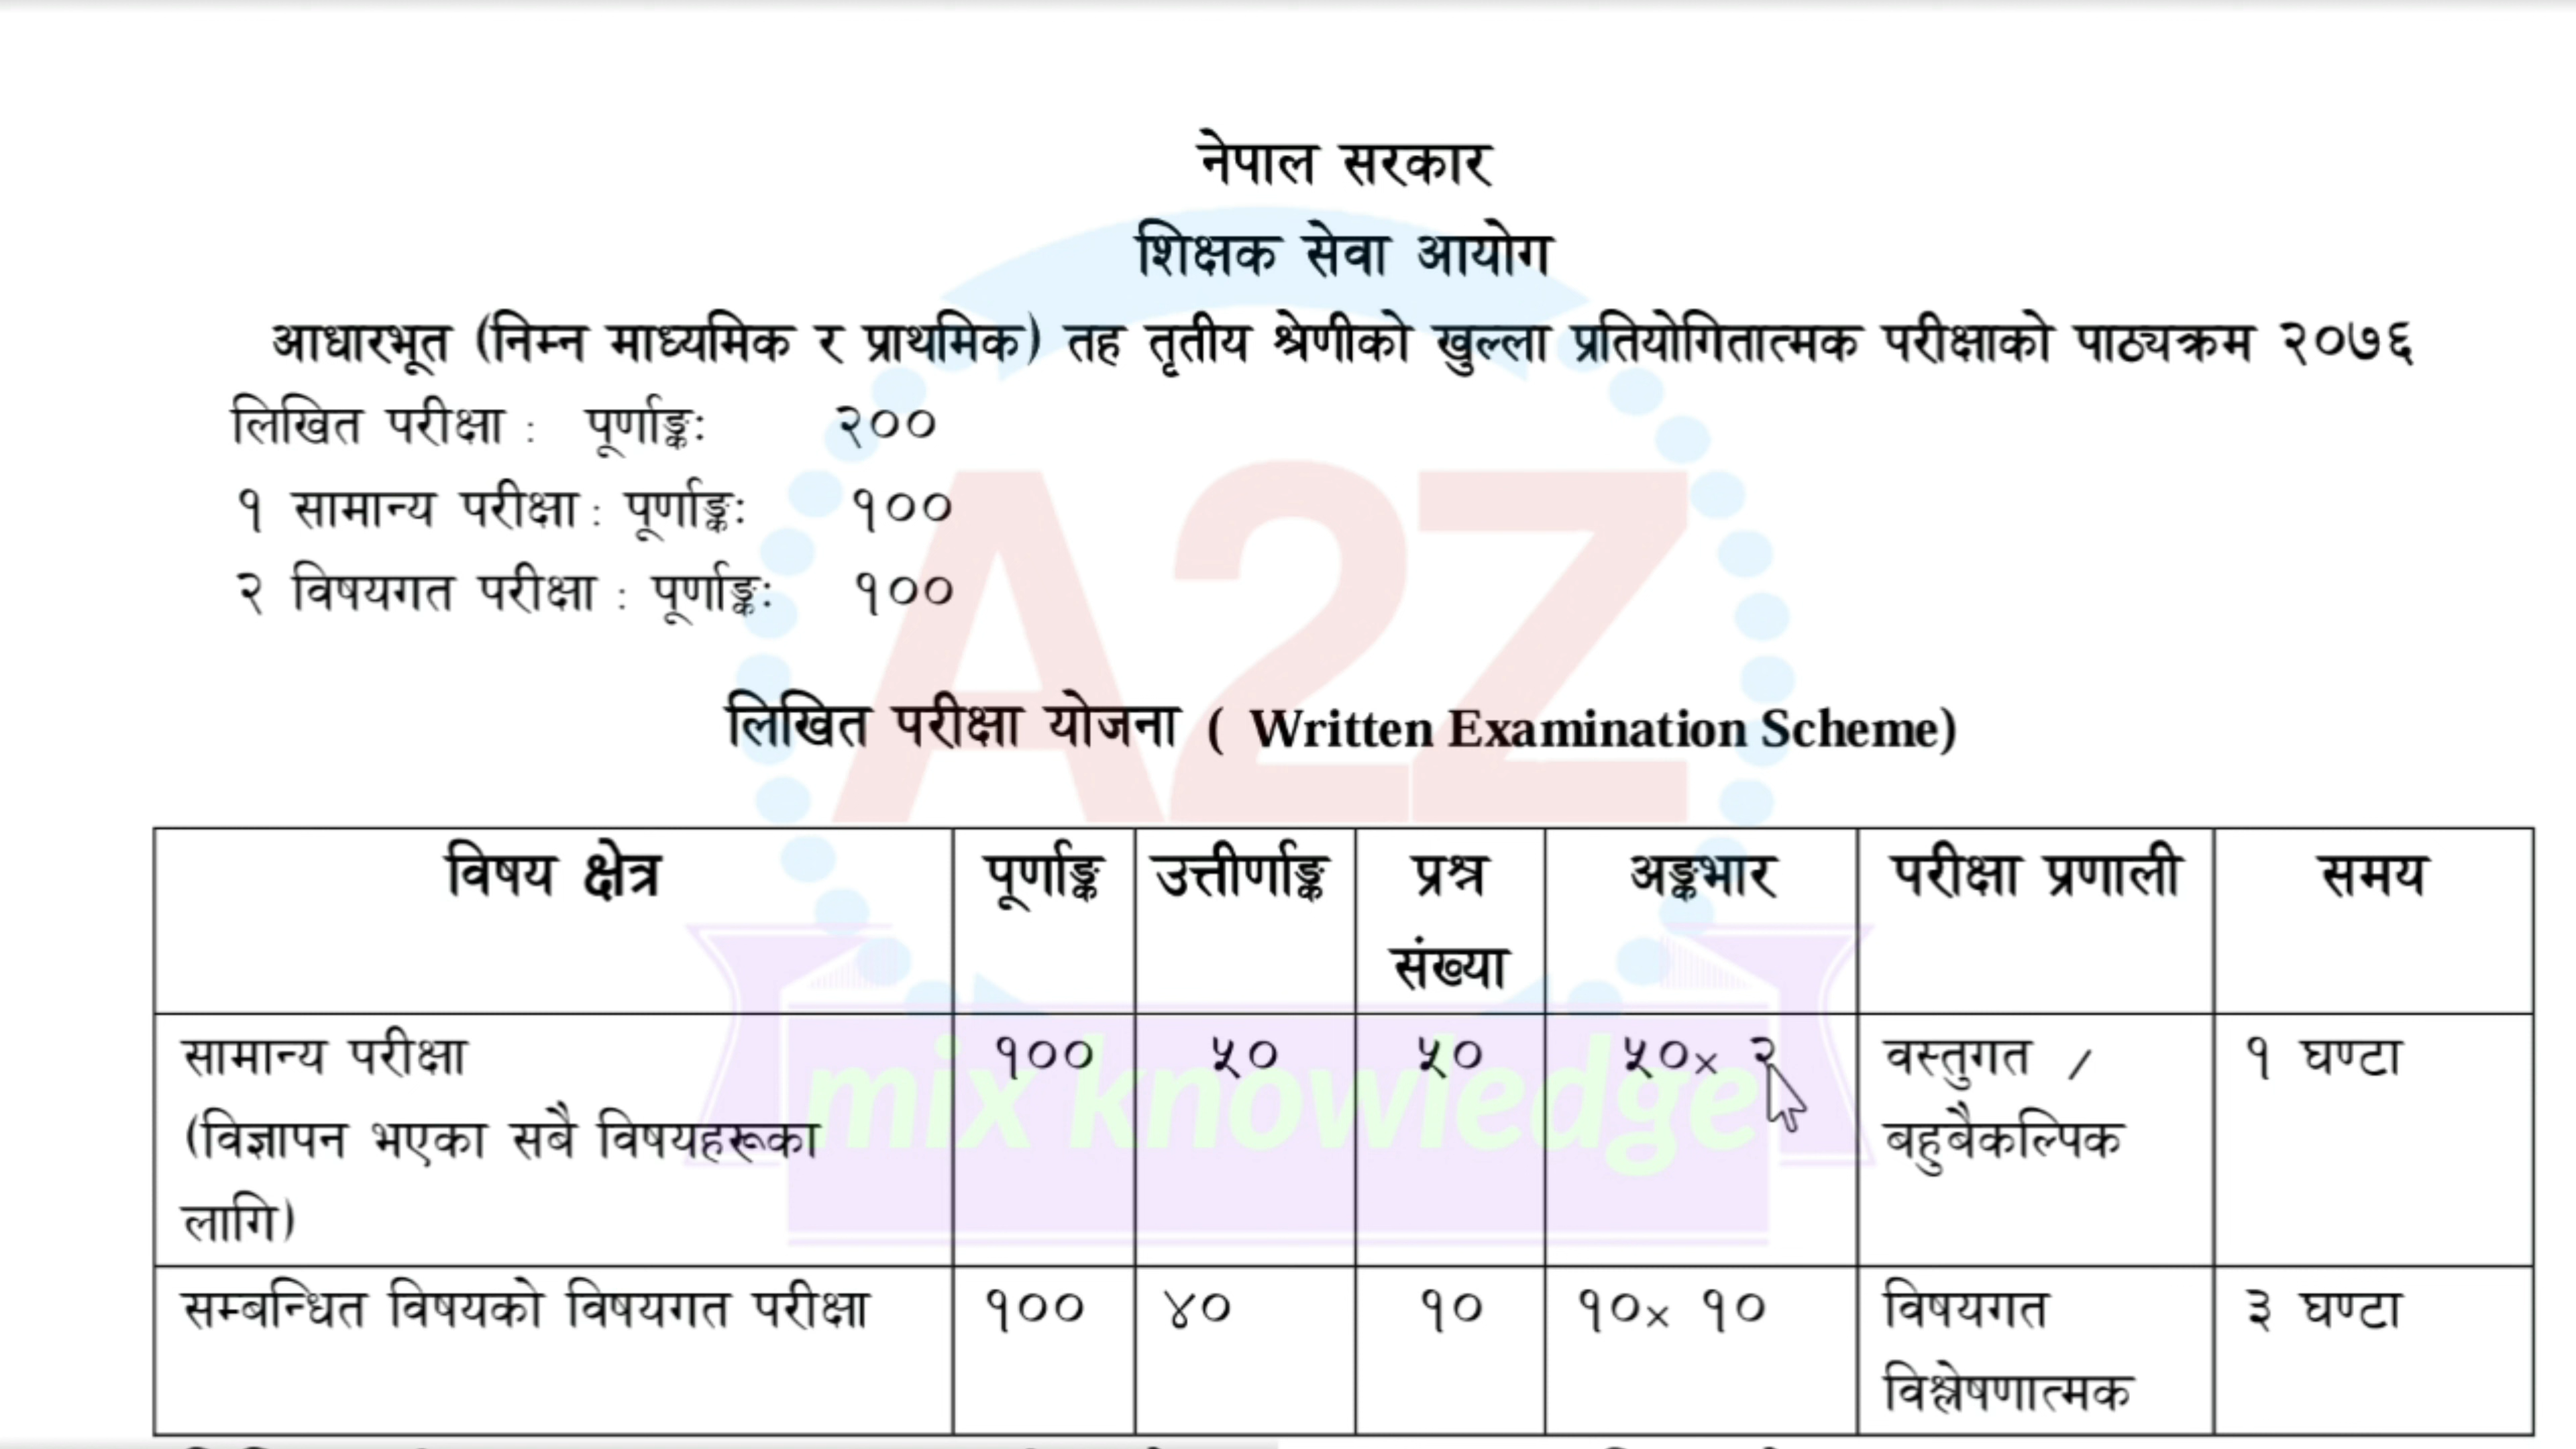 नेपाल सरकार
शिक्षक सेवा आयोग
आधारभूत (निम्न माध्यमिक र प्राथमिक) तह तृतीय श्रेणीको खुल्ला प्रतियोगितात्मक परीक्षाको पाठ्यक्रम २०७६
लिखित परीक्षा : पूर्णाङ्कः २००
१ सामान्य परीक्षा : पूर्णाङ्कः १००
२ विषयगत परीक्षा : पूर्णाङ्कः १००
A2Z
लिखित परीक्षा योजना ( Written Examination Scheme)
विषय क्षेत्र पूर्णाङ्क उत्तीर्णाङ्क प्रश्न अङ्कभार परीक्षा प्रणाली समय
संख्या
सामान्य परीक्षा १०० ५० ५० ५०× २ वस्तुगत / १ घण्टा
mix knowledge
(विज्ञापन भएका सबै विषयहरूका बहुबैकल्पिक
लागि)
सम्बन्धित विषयको विषयगत परीक्षा १०० ४० १० १०× १० विषयगत ३ घण्टा
विश्लेषणात्मक